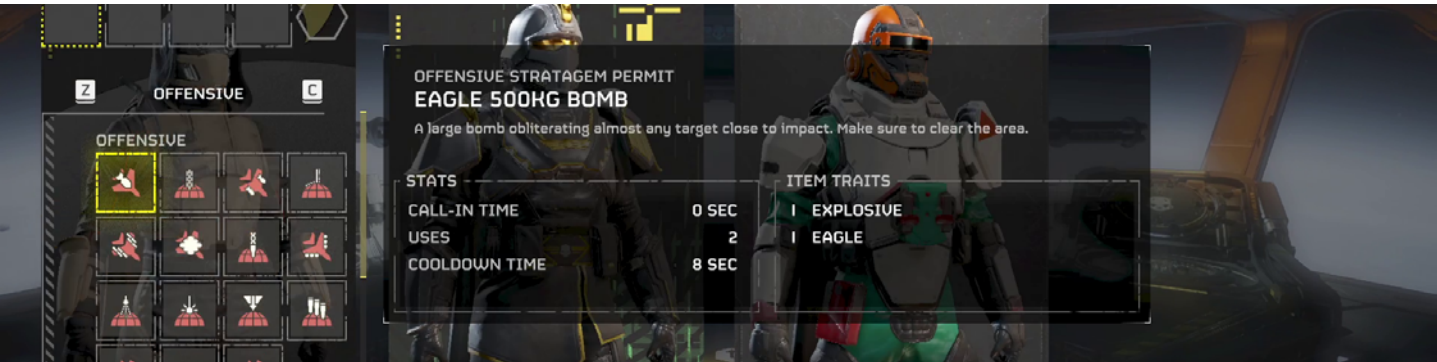 Z OFFENSIVE C
OFFENSIVE
OFFENSIVE STRATAGEM PERMIT
EAGLE 500KG BOMB
A large bomb obliterating almost any target close to impact. Make sure to clear the area.
STATS
CALL-IN TIME 0 SEC
USES 2
COOLDOWN TIME 8 SEC
ITEM TRAITS
EXPLOSIVE
EAGLE